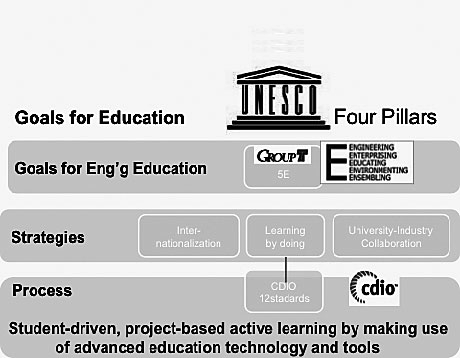 UNESCO
Goals for Education
Four Pillars
Goals for Eng'g Education
GROUP T
5E
E
ENGINEERING
ENTERPRISING
EDUCATING
ENVIRONMENTING
ENSEMBLING
Strategies
Inter-
nationalization
Learning
by doing
University-Industry
Collaboration
Process
CDIO
12stadards
cdio
Student-driven, project-based active learning by making use
of advanced education technology and tools